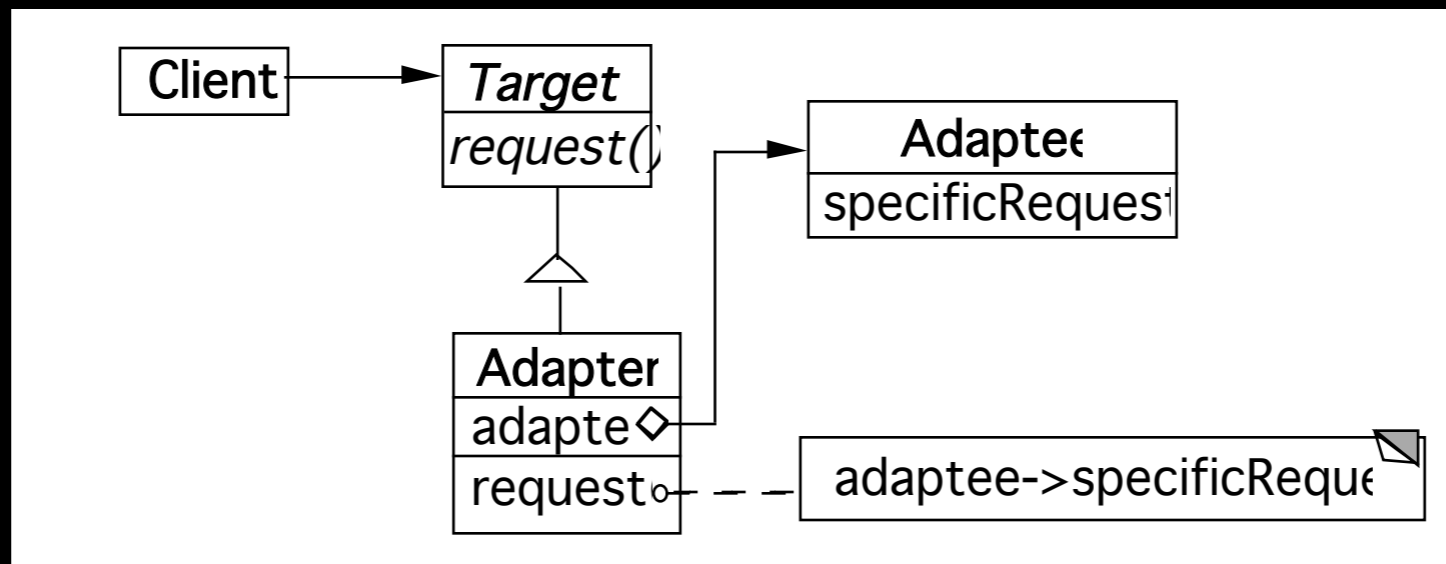 Client
Target
request()
Adaptee
specificRequest
Adapter
adapte
request
adaptee->specificReque